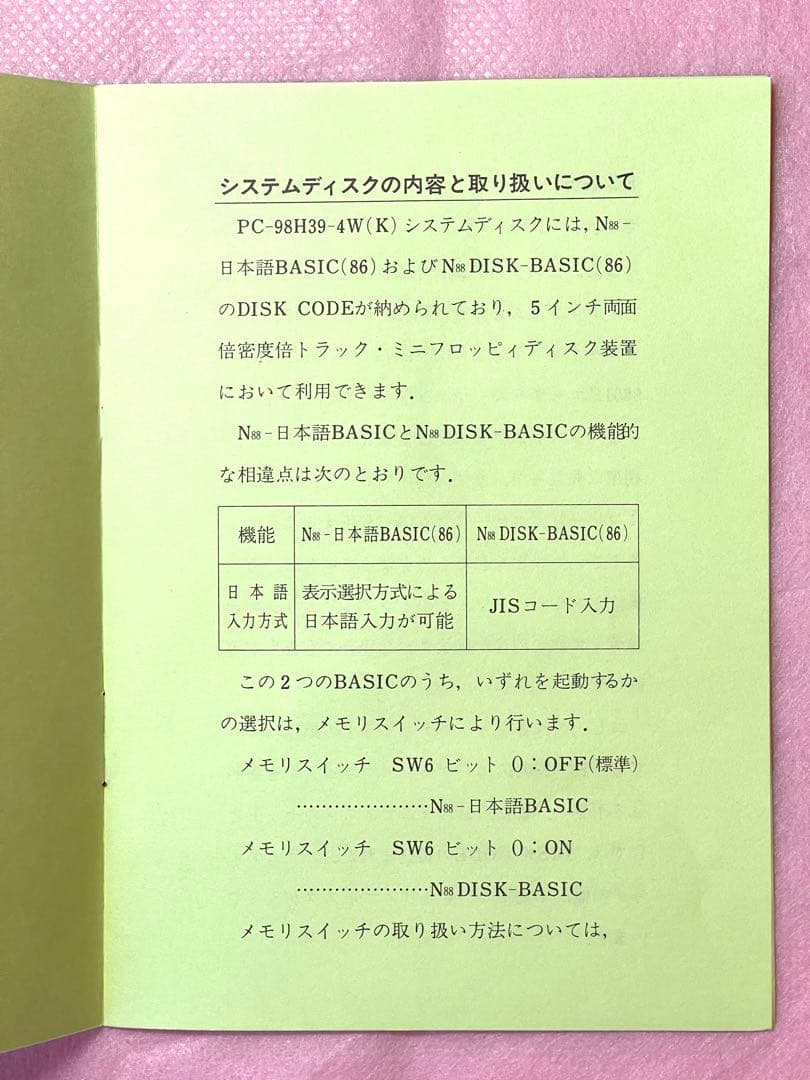 システムディスクの内容と取り扱いについて
PC-98H39-4W(K)システムディスクには,N88-
日本語BASIC(86)およびN88DISK-BASIC(86)
のDISK CODEが納められており,5インチ両面
倍密度倍トラック・ミニフロッピィディスク装置
において利用できます.
N88-日本語BASICとN88DISK-BASICの機能的
な相違点は次のとおりです.
機能 N88-日本語BASIC(86) N88DISK-BASIC(86)
日本語 表示選択方式による
入力方式 日本語入力が可能 JISコード入力
この2つのBASICのうち,いずれを起動するか
の選択は,メモリスイッチにより行います.
メモリスイッチ SW6 ビット 0:OFF(標準)
…………………N88-日本語BASIC
メモリスイッチ SW6 ビット 0:ON
…………………N88DISK-BASIC
メモリスイッチの取り扱い方法については,